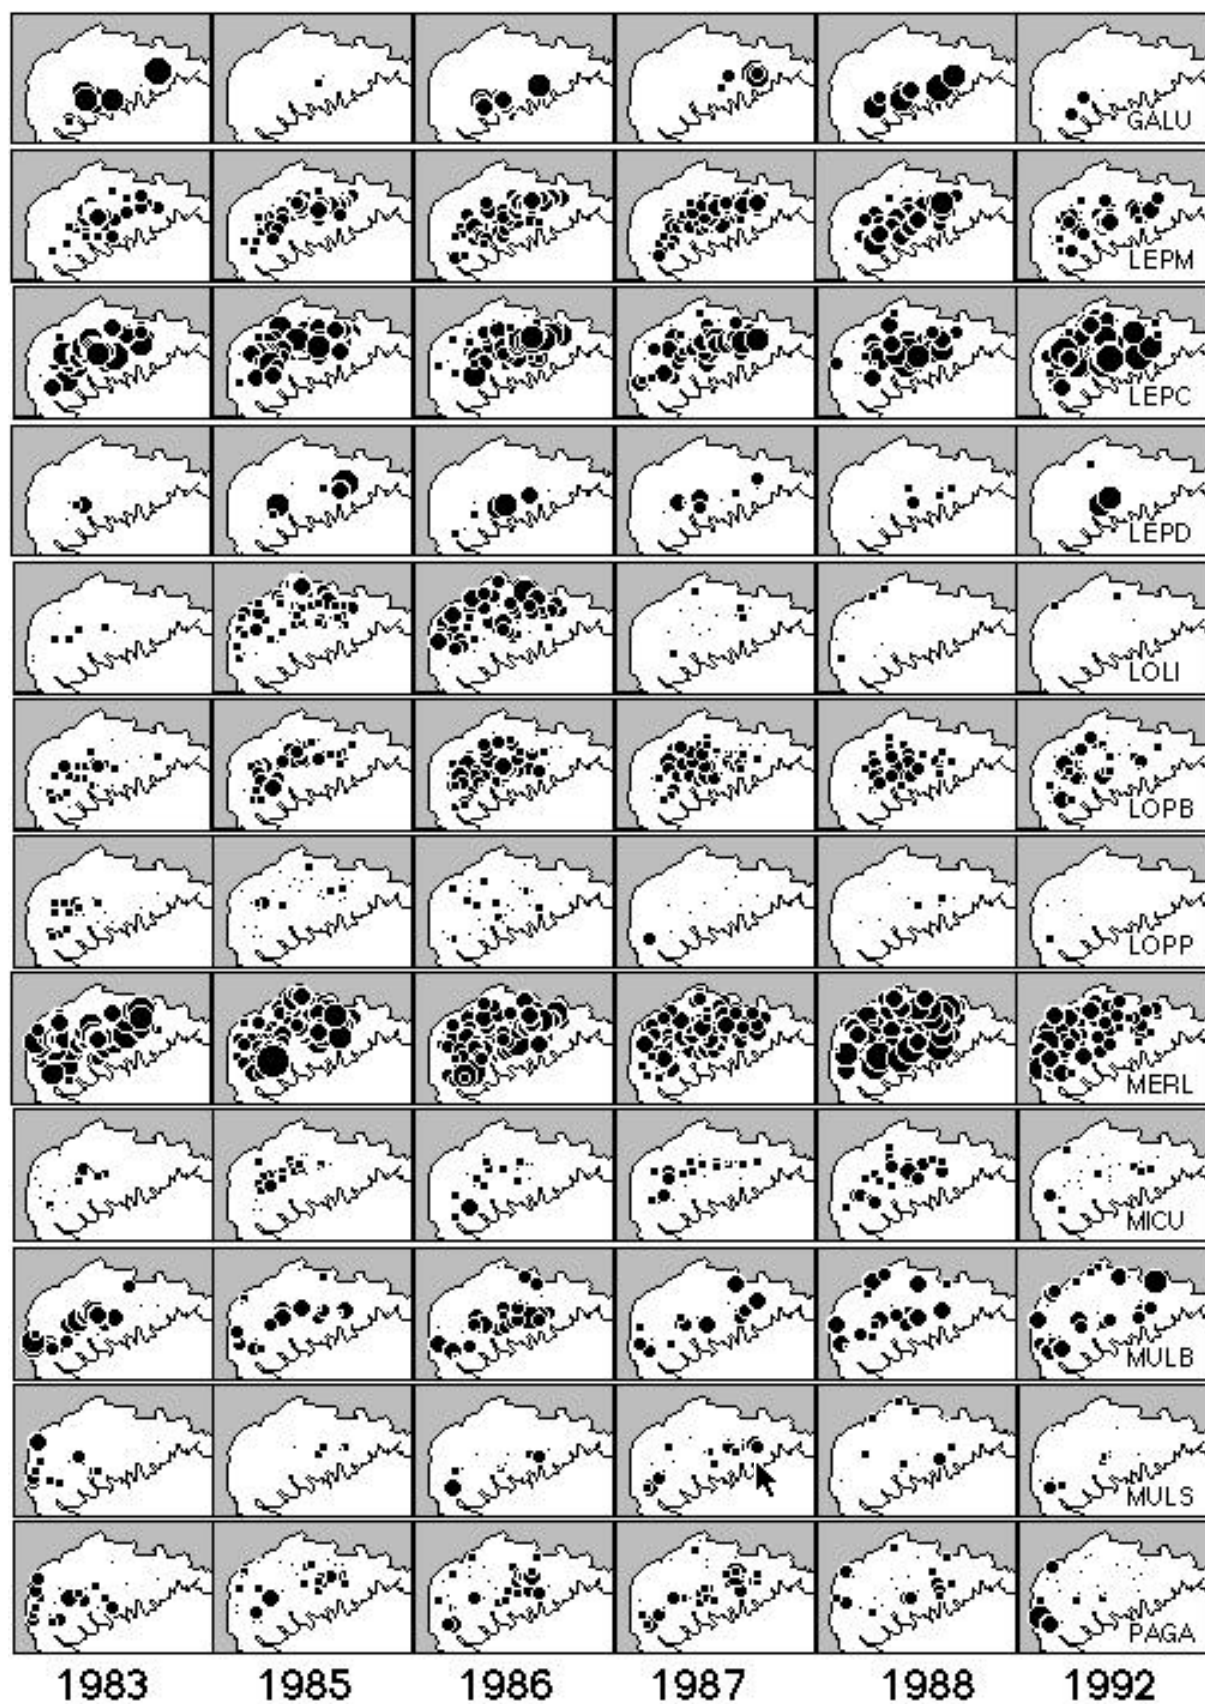 GALU
LEPM
LEPC
LEPD
LOLI
LOPB
LOPP
MERL
MICU
MULB
MULS
PAGA
1983 1985 1986 1987 1988 1992